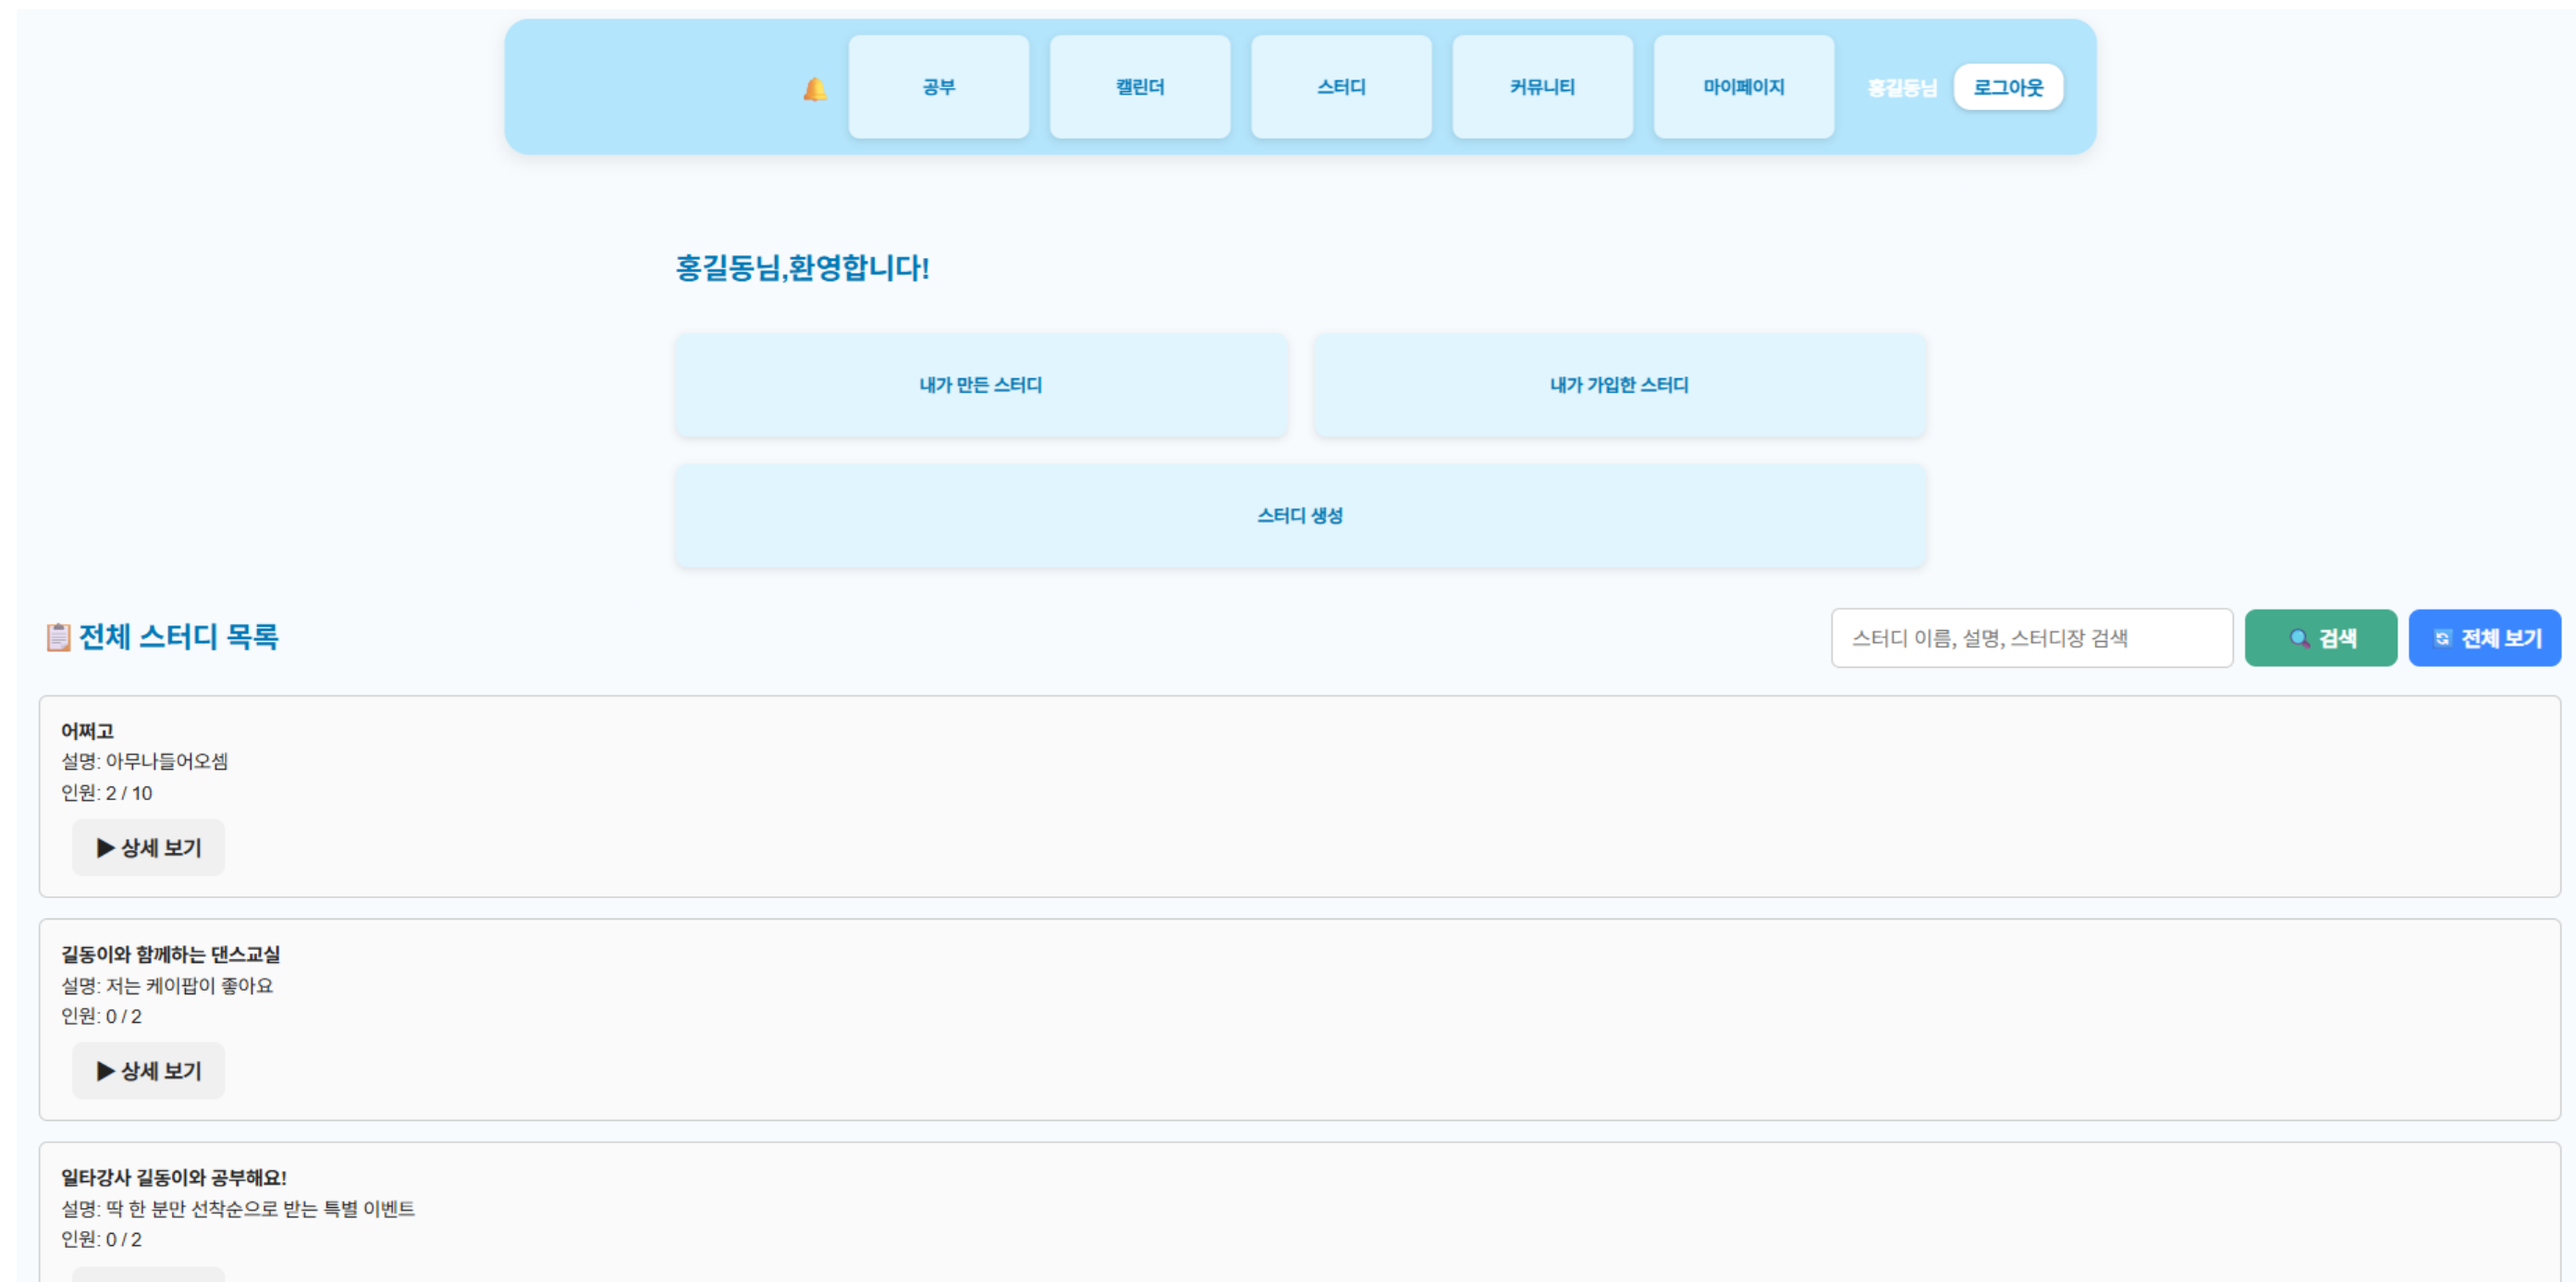 🔔 공부 캘린더 스터디 커뮤니티 마이페이지 홍길동님 로그아웃
홍길동님,환영합니다!
내가 만든 스터디 내가 가입한 스터디
스터디 생성
📋 전체 스터디 목록 스터디 이름, 설명, 스터디장 검색 🔍 검색 🔄 전체 보기
어쩌고
설명: 아무나들어오셈
인원: 2 / 10
▶ 상세 보기
길동이와 함께하는 댄스교실
설명: 저는 케이팝이 좋아요
인원: 0 / 2
▶ 상세 보기
일타강사 길동이와 공부해요!
설명: 딱 한 분만 선착순으로 받는 특별 이벤트
인원: 0 / 2